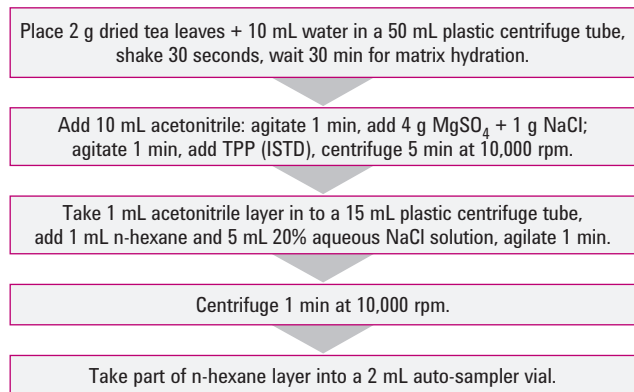 Place 2 g dried tea leaves + 10 mL water in a 50 mL plastic centrifuge tube,
shake 30 seconds, wait 30 min for matrix hydration.
Add 10 mL acetonitrile: agitate 1 min, add 4 g MgSO₄ + 1 g NaCl;
agitate 1 min, add TPP (ISTD), centrifuge 5 min at 10,000 rpm.
Take 1 mL acetonitrile layer in to a 15 mL plastic centrifuge tube,
add 1 mL n-hexane and 5 mL 20% aqueous NaCl solution, agilate 1 min.
Centrifuge 1 min at 10,000 rpm.
Take part of n-hexane layer into a 2 mL auto-sampler vial.